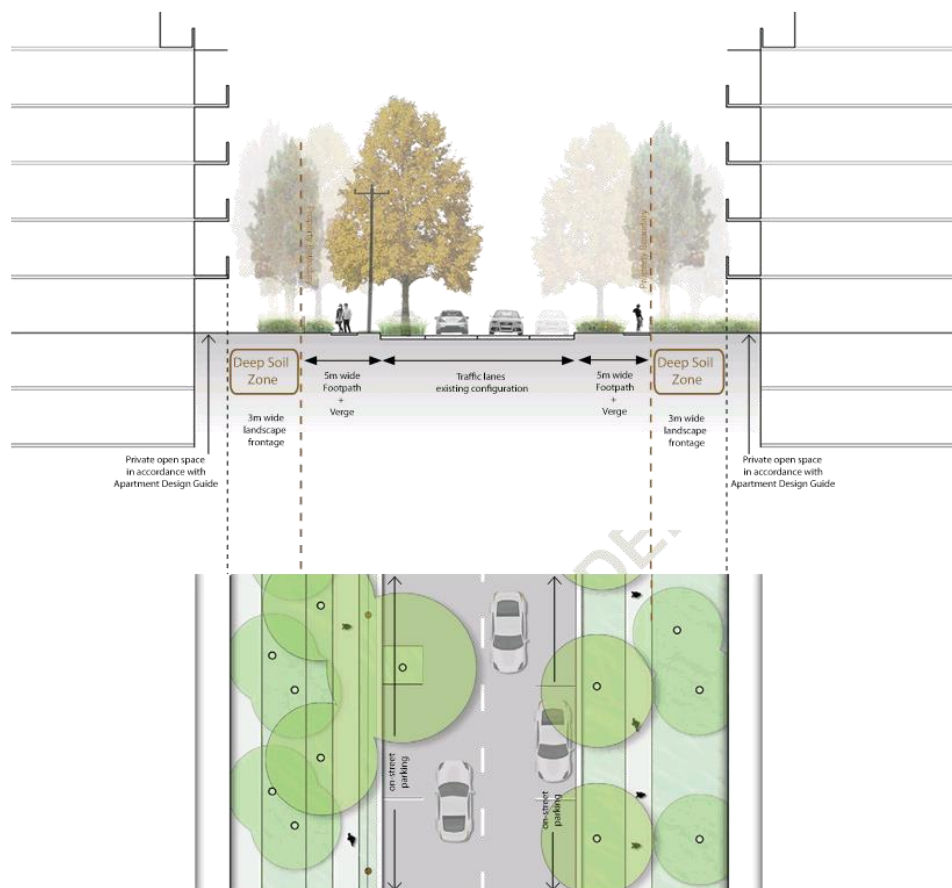 Property boundary
Deep Soil
Zone
5m wide
Footpath
+
Verge
Traffic lanes
existing configuration
5m wide
Footpath
+
Verge
Deep Soil
Zone
3m wide
landscape
frontage
3m wide
landscape
frontage
Private open space
in accordance with
Apartment Design Guide
Private open space
in accordance with
Apartment Design Guide
on-street
parking
on-street
parking